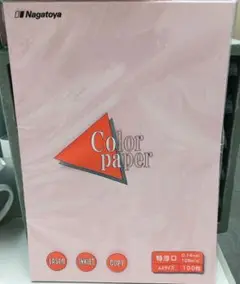 Nagatoya
Color
paper
LASER
INKJET
COPY
特厚口
100枚